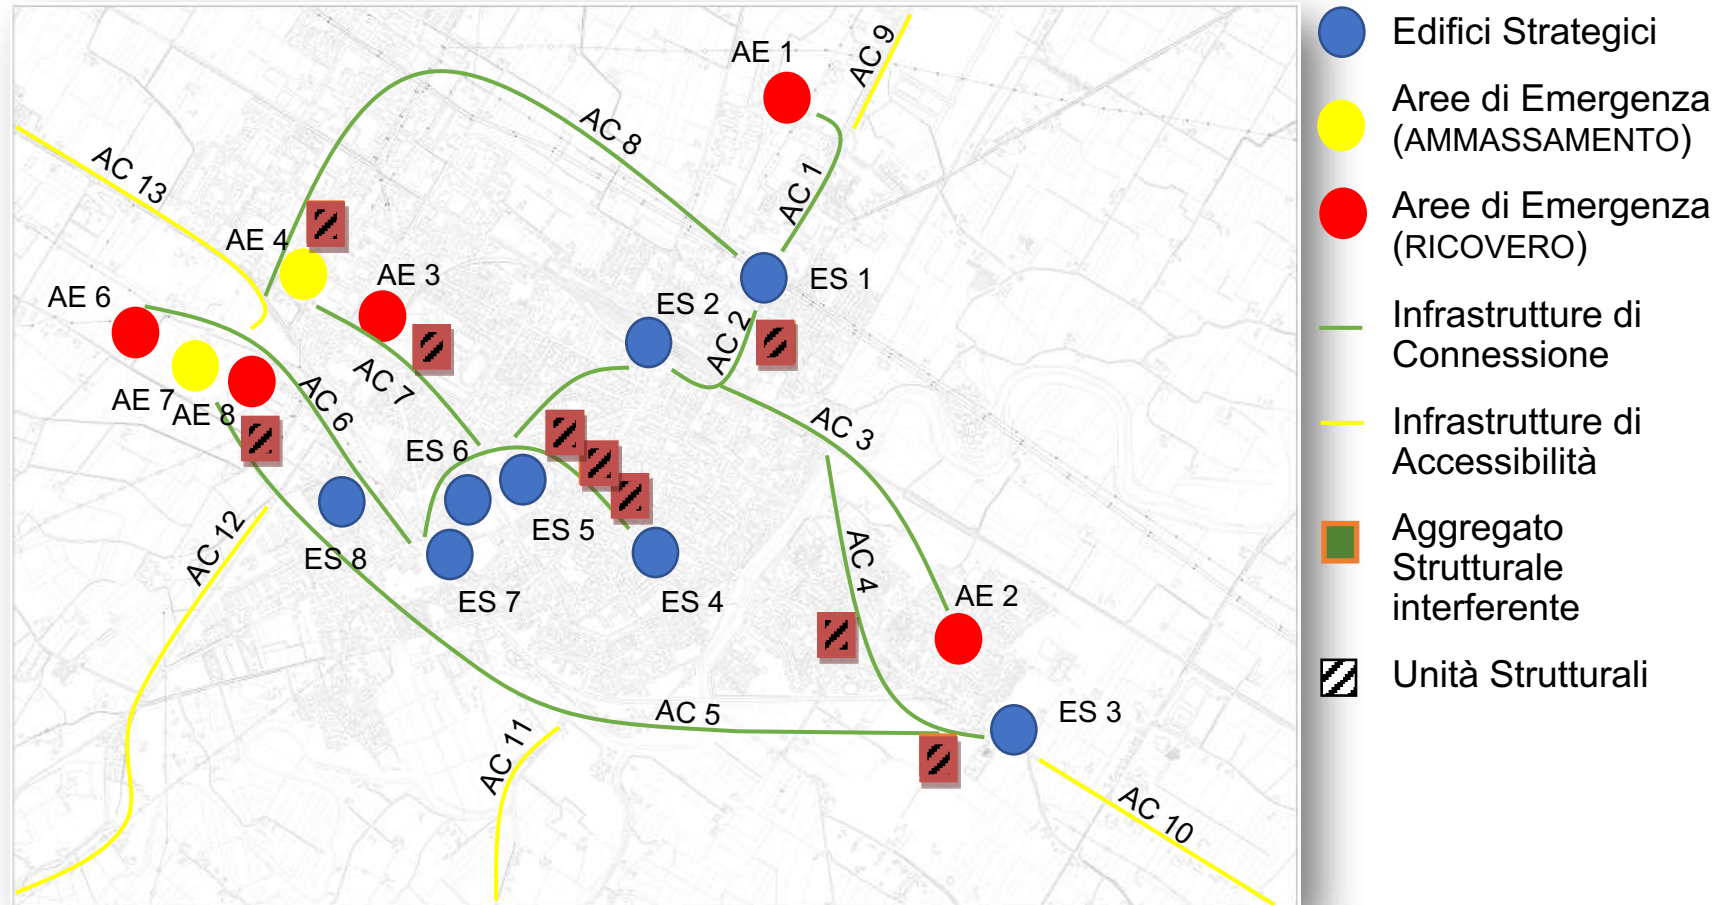 AE 1
AC 9
AC 8
AC 13
AC 1
AE 4
AE 3
ES 1
AE 6
ES 2
AC 2
AC 7
AE 7
AE 8
AC 6
AC 3
ES 6
ES 5
AC 12
ES 8
AC 4
ES 7
ES 4
AE 2
AC 5
ES 3
AC 11
AC 10
Edifici Strategici
Aree di Emergenza
(AMMASSAMENTO)
Aree di Emergenza
(RICOVERO)
Infrastrutture di
Connessione
Infrastrutture di
Accessibilità
Aggregato
Strutturale
interferente
Unità Strutturali